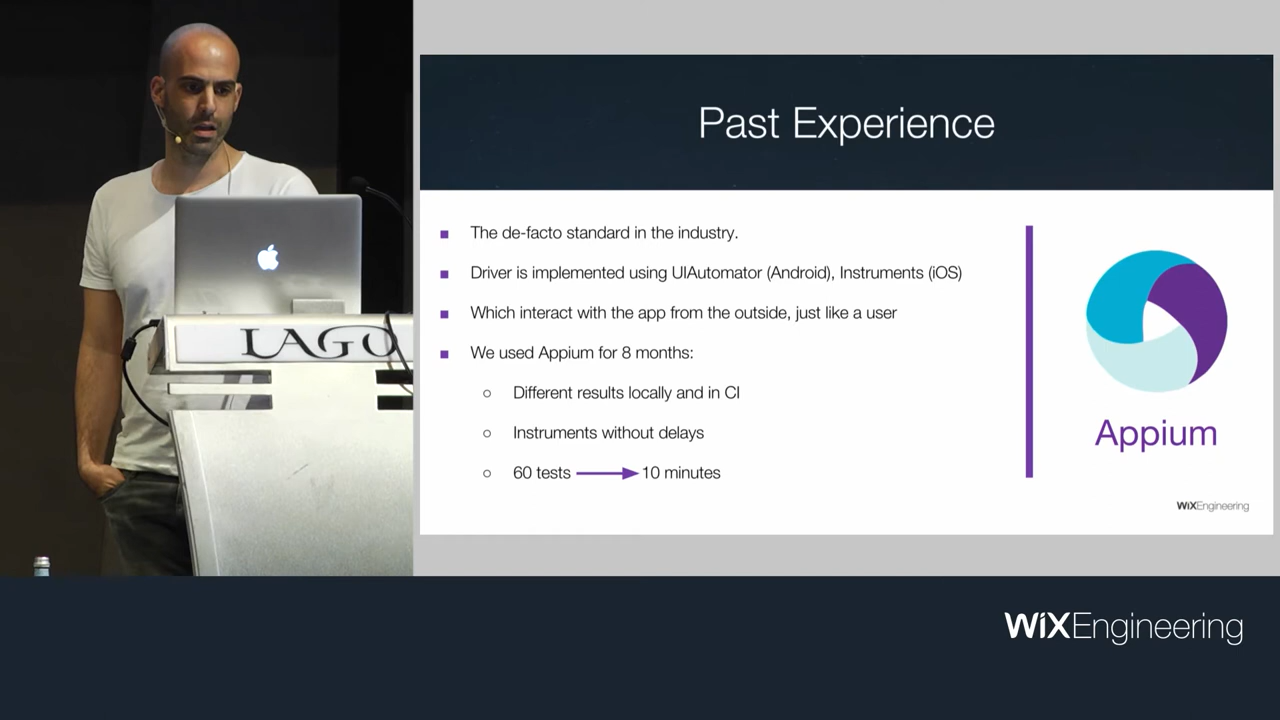 Past Experience
The de-facto standard in the industry.
Driver is implemented using UIAutomator (Android), Instruments (iOS)
Which interact with the app from the outside, just like a user
We used Appium for 8 months:
Different results locally and in CI
Instruments without delays
60 tests 10 minutes
Appium
WiXEngineering
LAGO
WiXEngineering